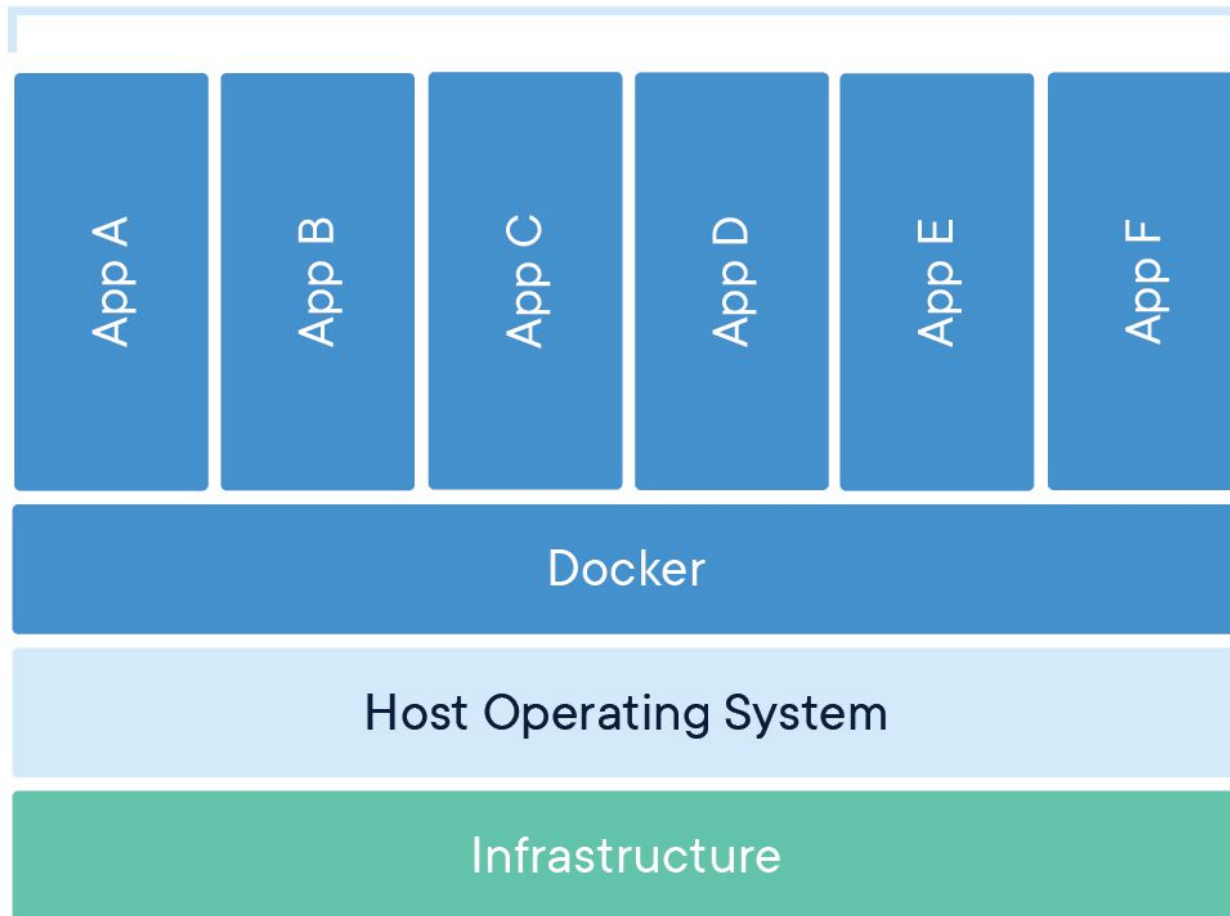 App A
App B
App C
App D
App E
App F
Docker
Host Operating System
Infrastructure